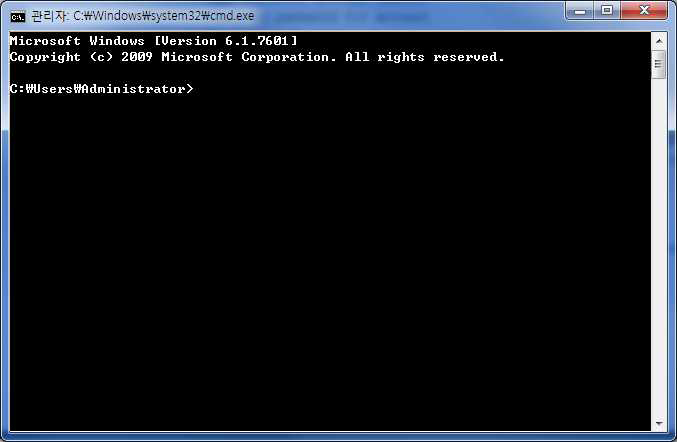 관리자: C:₩Windows₩system32₩cmd.exe
Microsoft Windows [Version 6.1.7601]
Copyright (c) 2009 Microsoft Corporation. All rights reserved.
C:₩Users₩Administrator>